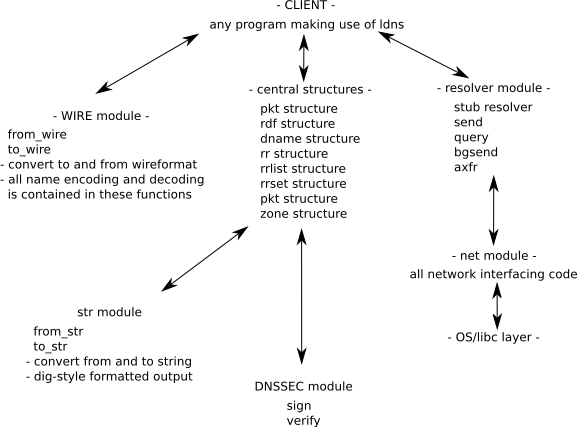 - CLIENT -
any program making use of ldns
- WIRE module -
from_wire
to_wire
- convert to and from wireformat
- all name encoding and decoding
is contained in these functions
- central structures -
pkt structure
rdf structure
dname structure
rr structure
rrlist structure
rrset structure
pkt structure
zone structure
- resolver module -
stub resolver
send
query
bgsend
axfr
- net module -
all network interfacing code
- OS/libc layer -
str module
from_str
to_str
- convert from and to string
- dig-style formatted output
DNSSEC module
sign
verify